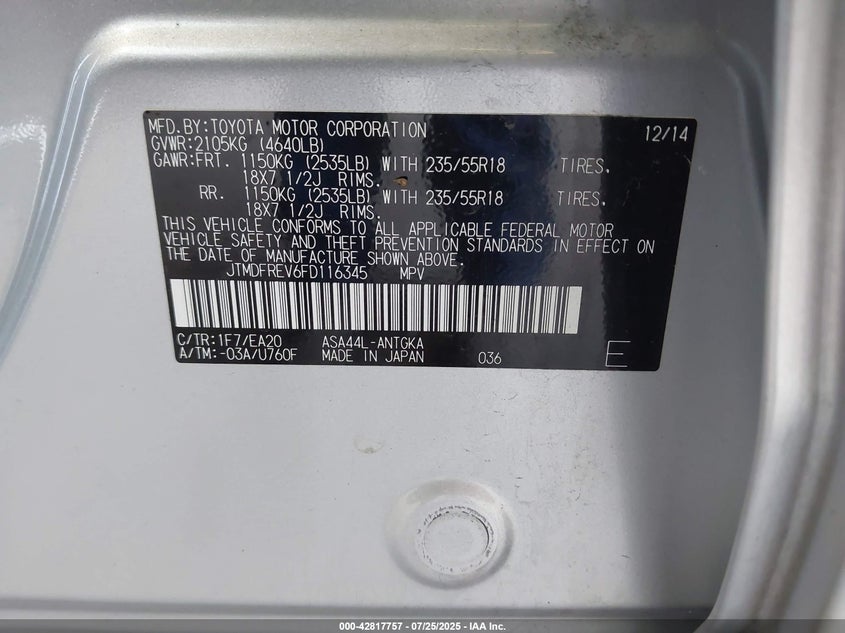 MFD.BY:TOYOTA MOTOR CORPORATION 12/14
GVWR:2105KG (4640LB)
GAWR:FRT. 1150KG (2535LB) WITH 235/55R18 TIRES.
18X7 1/2J RIMS.
RR. 1150KG (2535LB) WITH 235/55R18 TIRES.
18X7 1/2J RIMS.
THIS VEHICLE CONFORMS TO ALL APPLICABLE FEDERAL MOTOR
VEHICLE SAFETY AND THEFT PREVENTION STANDARDS IN EFFECT ON
THE DATE OF MANUFACTURE SHOWN ABOVE.
JTMDFREV6FD116345 MPV
C/TR:1F7/EA20 ASA44L-ANTGKA
A/TM:-03A/U760F MADE IN JAPAN 036 E
000-42817757 - 07/25/2025 - IAA Inc.